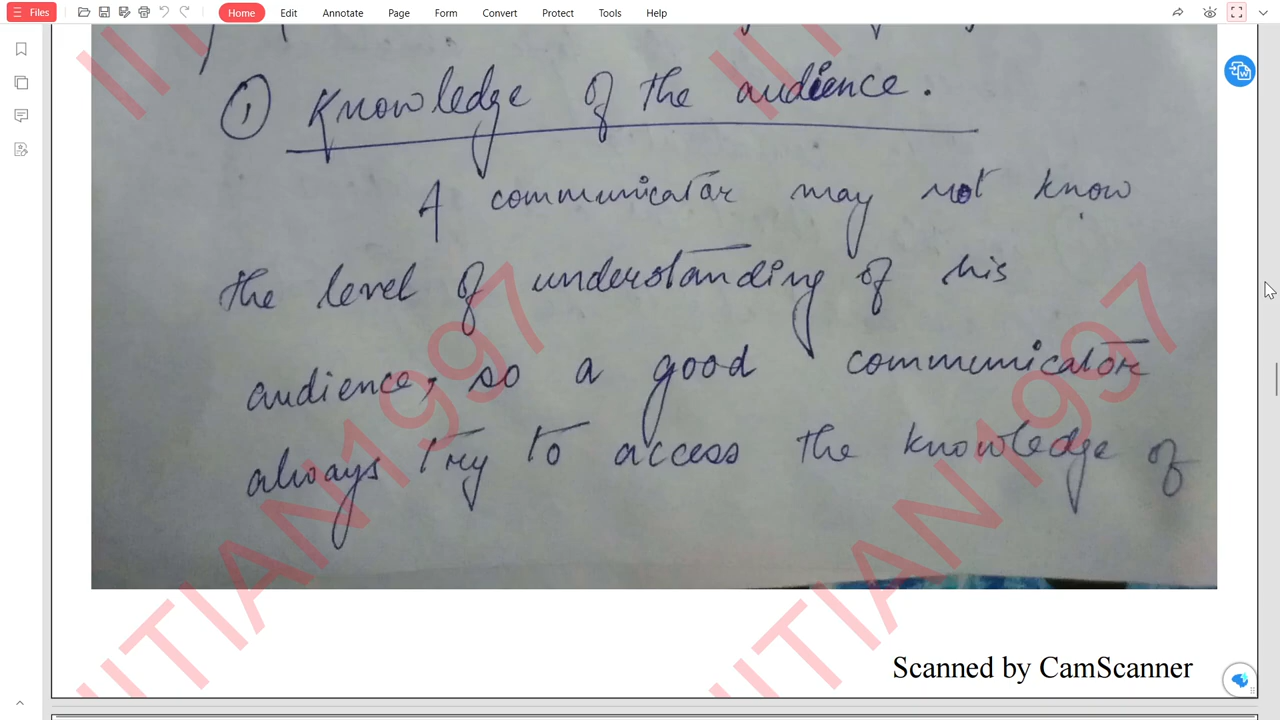 Files
Home Edit Annotate Page Form Convert Protect Tools Help
① Knowledge of the audience.
A communicator may not know
the level of understanding of his
audience, so a good communicator
always try to access the knowledge of
IITIAN1997
IITIAN1997
Scanned by CamScanner